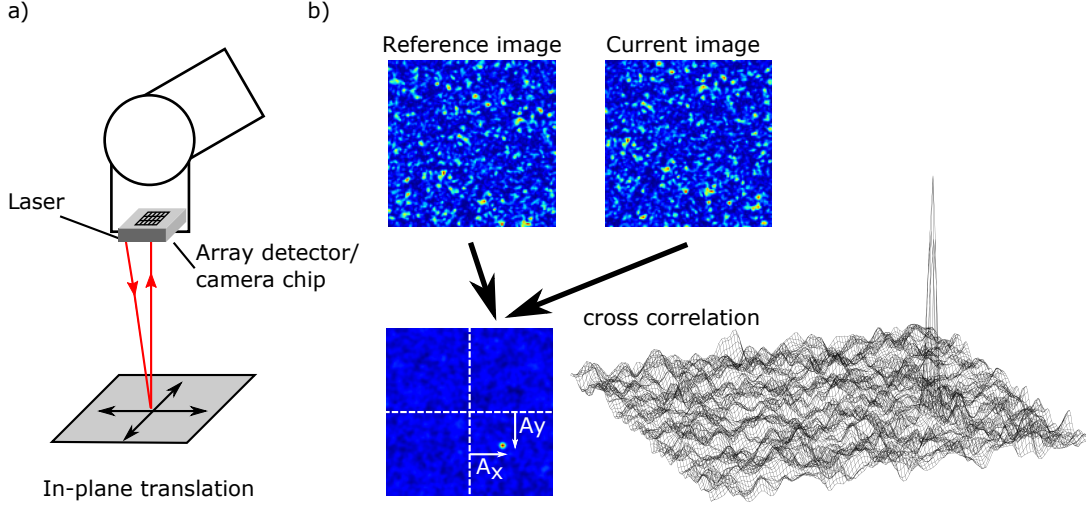 a)
Laser
Array detector/
camera chip
In-plane translation
b)
Reference image
Current image
cross correlation
Ay
Ax